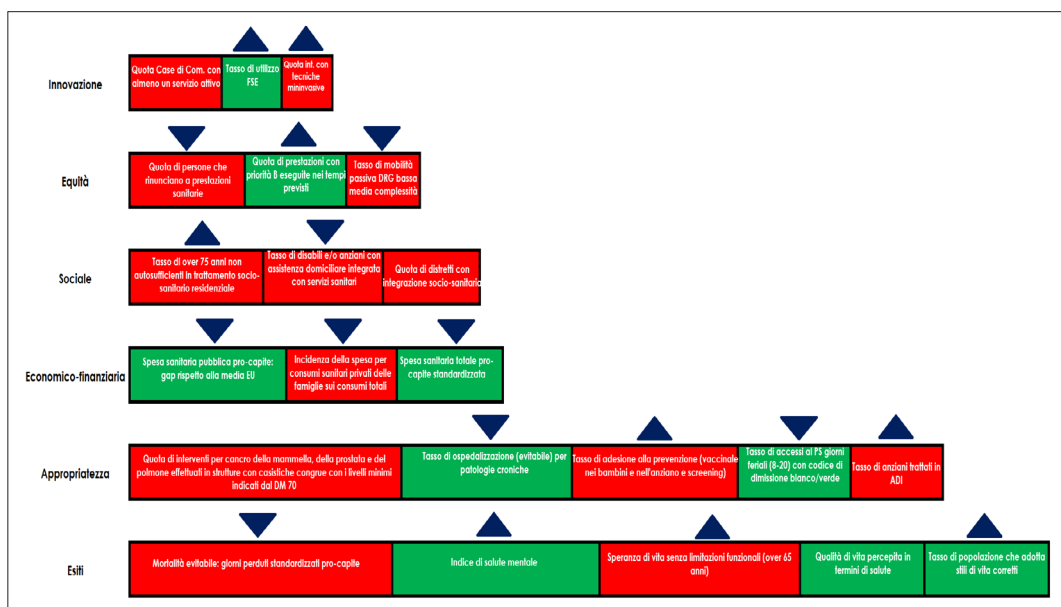 Innovazione
Quota Case di Com. con
almeno un servizio attivo
Tasso di utilizzo
FSE
Quota int. con
tecniche
mininvasive
Equità
Quota di persone che
rinunciano a prestazioni
sanitarie
Quota di prestazioni con
priorità B eseguite nei tempi
previsti
Tasso di mobilità
passiva DRG bassa
media complessità
Sociale
Tasso di over 75 anni non
autosufficienti in trattamento socio-
sanitario residenziale
Tasso di disabili e/o anziani con
assistenza domiciliare integrata
con servizi sanitari
Quota di distretti con
integrazione socio-sanitaria
Economico-finanziaria
Spesa sanitaria pubblica pro-capite:
gap rispetto alla media EU
Incidenza della spesa per
consumi sanitari privati delle
famiglie sui consumi totali
Spesa sanitaria totale pro-
capite standardizzata
Appropriatezza
Quota di interventi per cancro della mammella, della prostata e del
polmone effettuati in strutture con casistiche congrue con i livelli minimi
indicati dal DM 70
Tasso di ospedalizzazione (evitabile) per
patologie croniche
Tasso di adesione alla prevenzione (vaccinale
nei bambini e nell'anziano e screening)
Tasso di accessi al PS giorni
feriali (8-20) con codice di
dimissione bianco/verde
Tasso di anziani trattati in
ADI
Esiti
Mortalità evitabile: giorni perduti standardizzati pro-capite
Indice di salute mentale
Speranza di vita senza limitazioni funzionali (over 65
anni)
Qualità di vita percepita in
termini di salute
Tasso di popolazione che adotta
stili di vita corretti